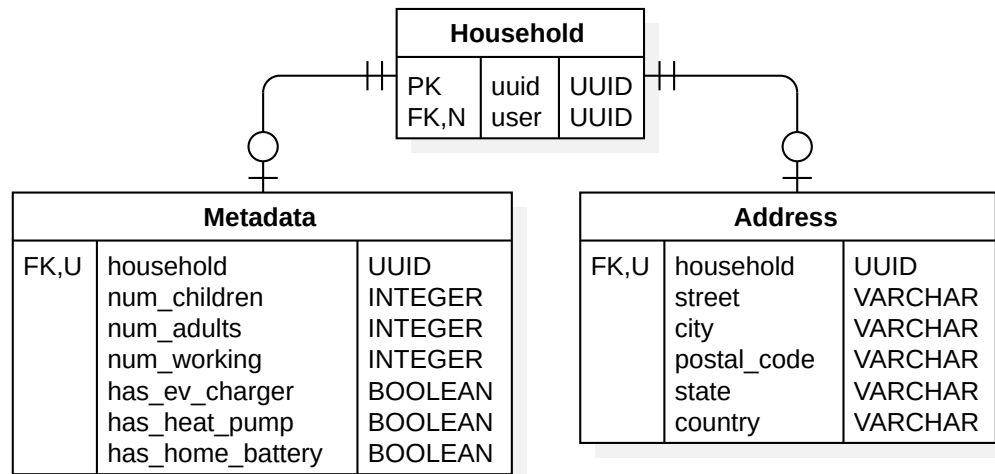 Household
PK uuid UUID
FK,N user UUID
Metadata
FK,U household UUID
num_children INTEGER
num_adults INTEGER
num_working INTEGER
has_ev_charger BOOLEAN
has_heat_pump BOOLEAN
has_home_battery BOOLEAN
Address
FK,U household UUID
street VARCHAR
city VARCHAR
postal_code VARCHAR
state VARCHAR
country VARCHAR